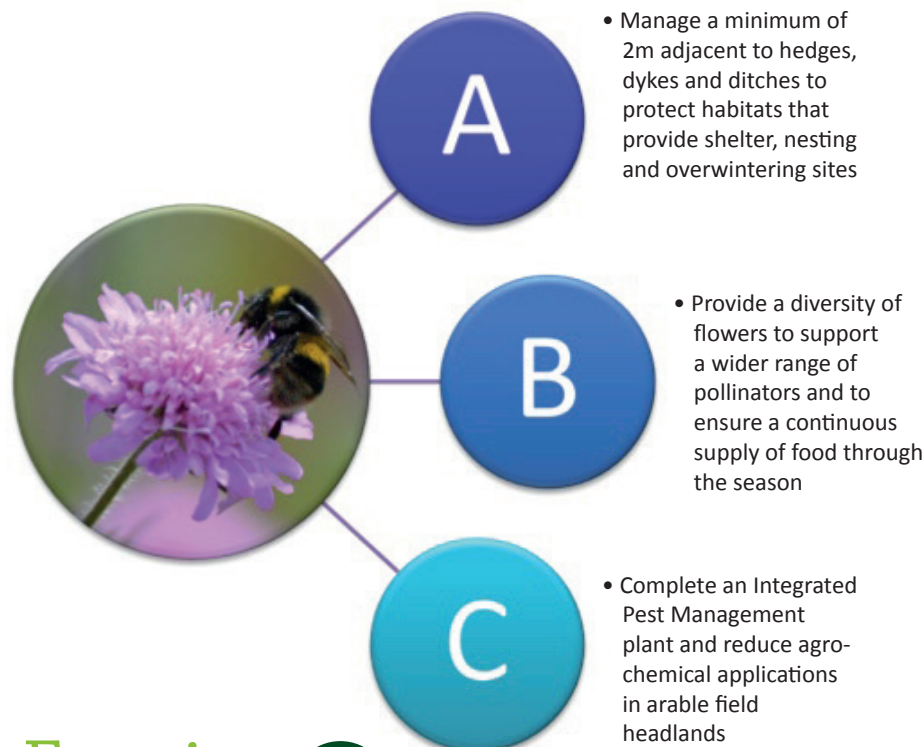 A
• Manage a minimum of
2m adjacent to hedges,
dykes and ditches to
protect habitats that
provide shelter, nesting
and overwintering sites
B
• Provide a diversity of
flowers to support
a wider range of
pollinators and to
ensure a continuous
supply of food through
the season
C
• Complete an Integrated
Pest Management
plant and reduce agro-
chemical applications
in arable field
headlands